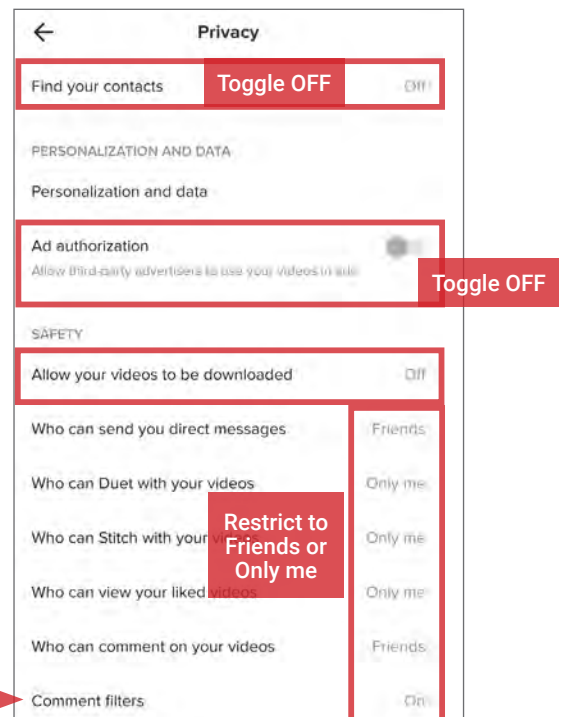 Privacy
Find your contacts
Toggle OFF
Off
PERSONALIZATION AND DATA
Personalization and data
Ad authorization
Allow third-party advertisers to use your videos in ads
Toggle OFF
SAFETY
Allow your videos to be downloaded
Off
Who can send you direct messages
Friends
Who can Duet with your videos
Only me
Who can Stitch with your videos
Only me
Restrict to
Friends or
Only me
Who can view your liked videos
Only me
Who can comment on your videos
Friends
Comment filters
On